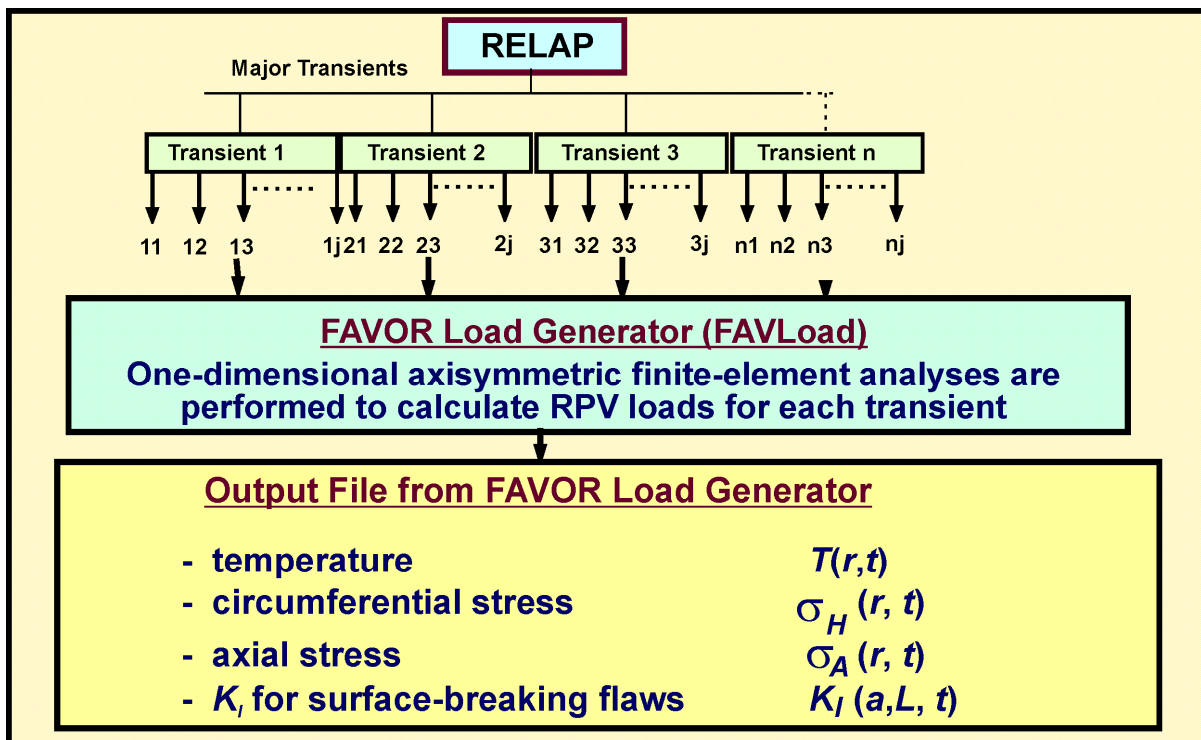 RELAP
Major Transients
Transient 1 Transient 2 Transient 3 Transient n
11 12 13 1j 21 22 23 2j 31 32 33 3j n1 n2 n3 nj
FAVOR Load Generator (FAVLoad)
One-dimensional axisymmetric finite-element analyses are
performed to calculate RPV loads for each transient
Output File from FAVOR Load Generator
- temperature T(r,t)
- circumferential stress σH (r, t)
- axial stress σA (r, t)
- KI for surface-breaking flaws KI (a,L, t)